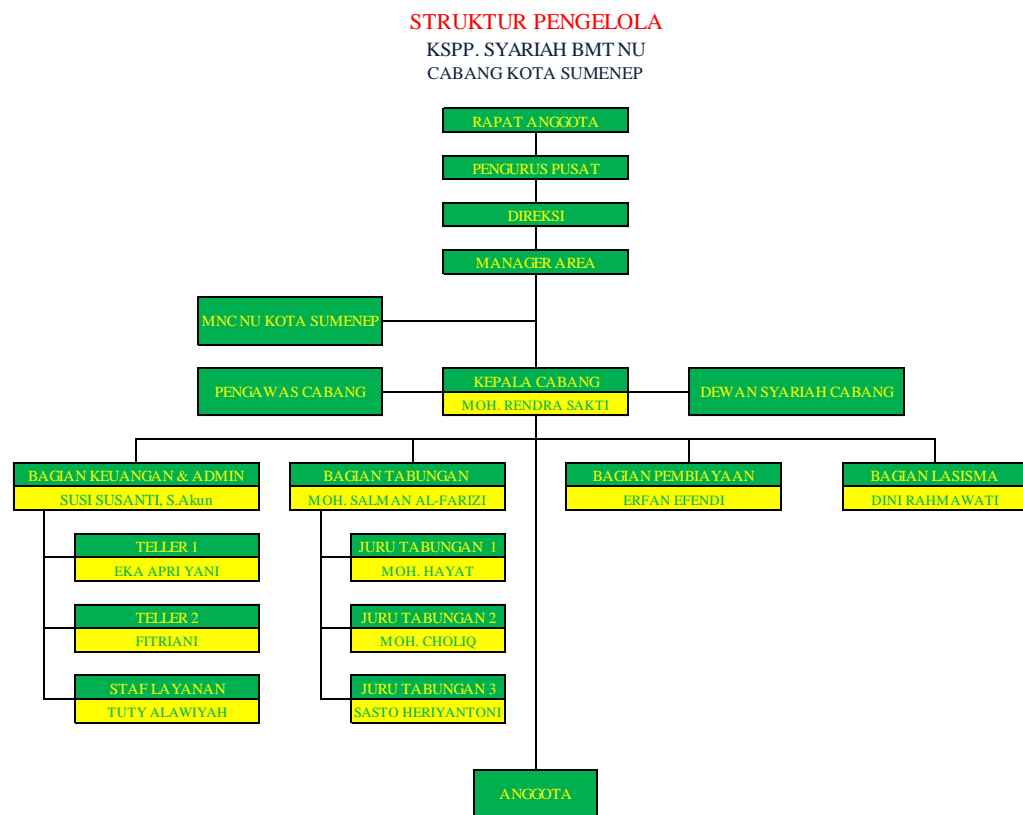 STRUKTUR PENGELOLA
KSPP. SYARIAH BMT NU
CABANG KOTA SUMENEP
RAPAT ANGGOTA
PENGURUS PUSAT
DIREKSI
MANAGER AREA
MNC NU KOTA SUMENEP
PENGAWAS CABANG
KEPALA CABANG
MOH. RENDRA SAKTI
DEWAN SYARIAH CABANG
BAGIAN KEUANGAN & ADMIN
SUSI SUSANTI, S.Akun
TELLER 1
EKA APRI YANI
TELLER 2
FITRIANI
STAF LAYANAN
TUTY ALAWIYAH
BAGIAN TABUNGAN
MOH. SALMAN AL-FARIZI
JURU TABUNGAN 1
MOH. HAYAT
JURU TABUNGAN 2
MOH. CHOLIQ
JURU TABUNGAN 3
SASTO HERIYANTONI
BAGIAN PEMBIAYAAN
ERFAN EFENDI
BAGIAN LASISMA
DINI RAHMAWATI
ANGGOTA